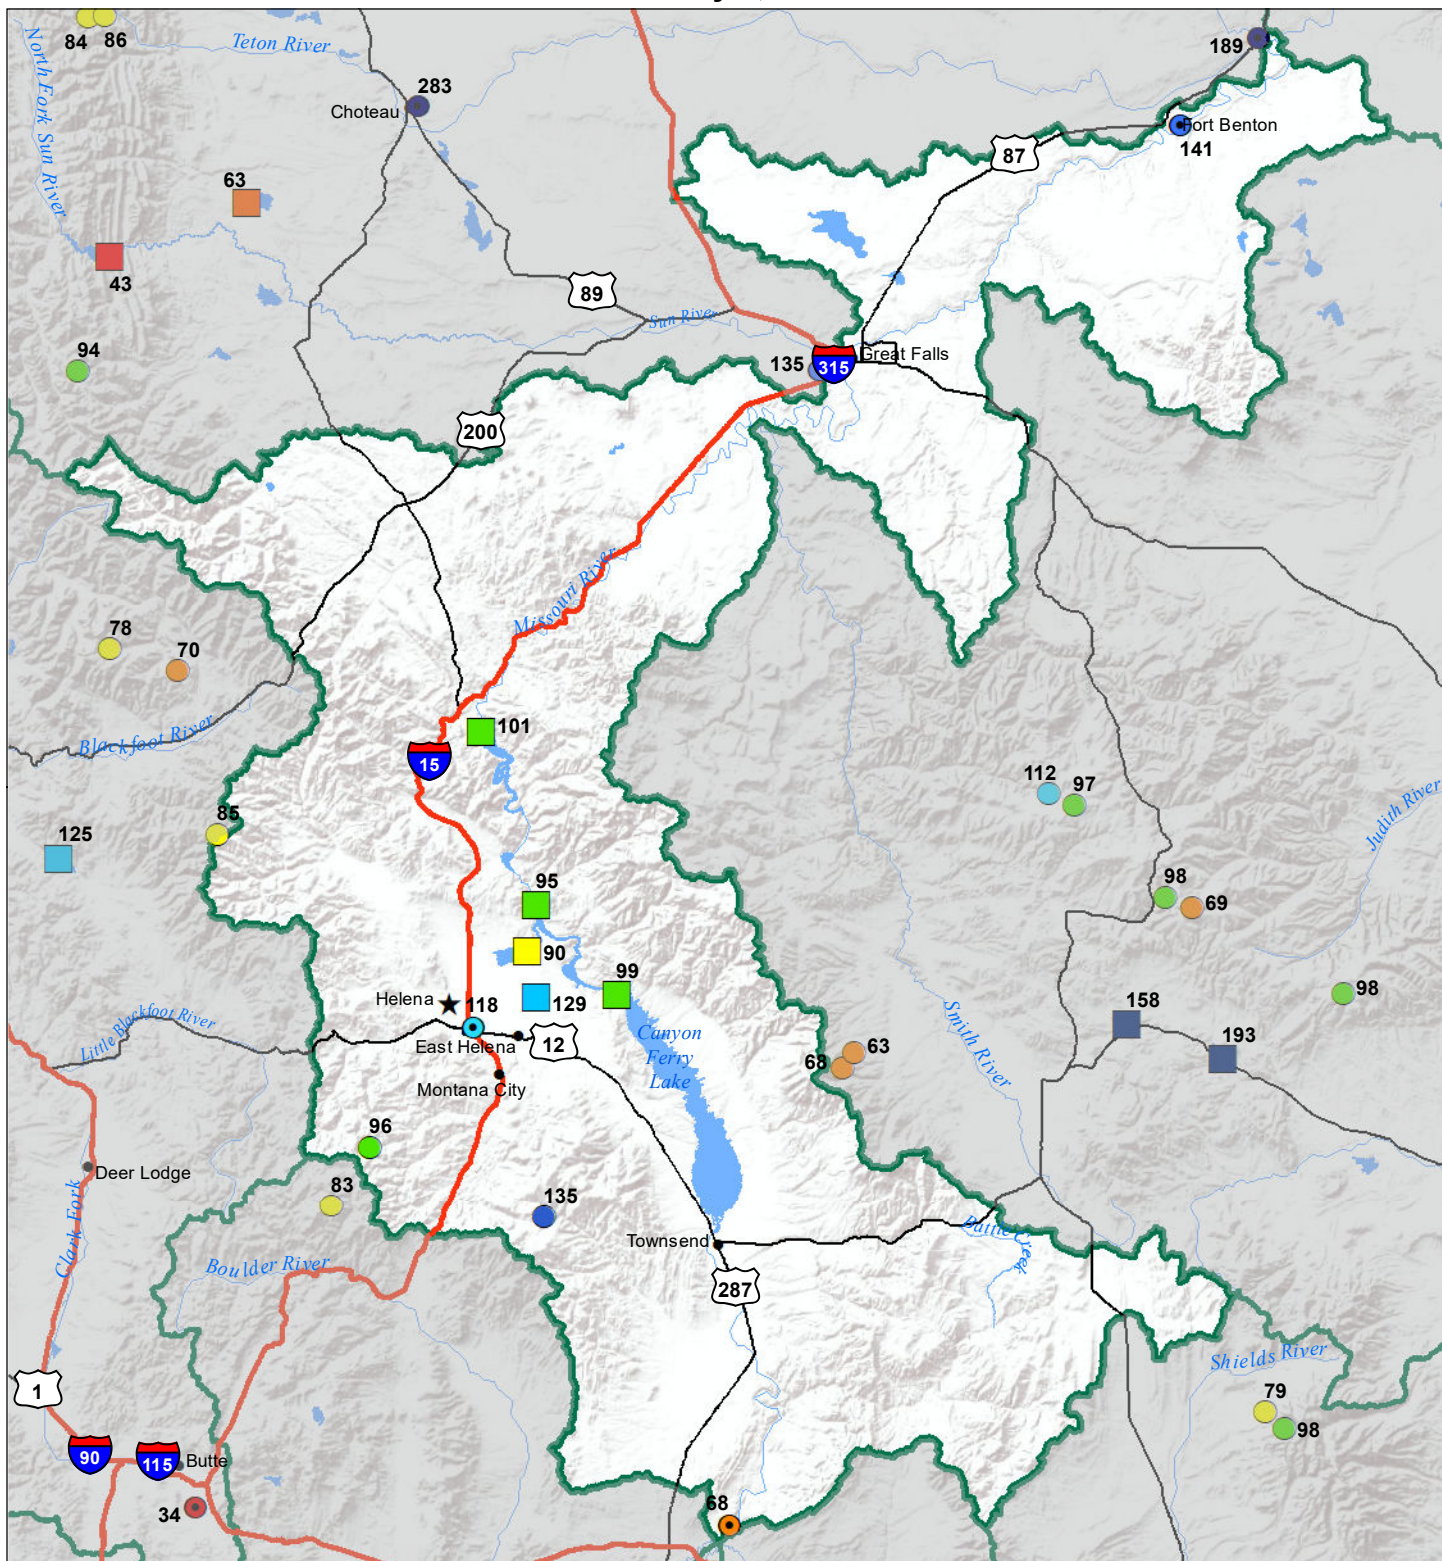 84
86
Teton River
North Fork Sun River
283
Choteau
189
Fort Benton
141
87
63
43
89
Sun River
94
135
315
Great Falls
200
Missouri River
78
70
Blackfoot River
101
15
112
97
Judith River
85
125
95
98
69
90
99
98
Helena
118
129
158
Little Blackfoot River
East Helena
12
Canyon
Ferry
Lake
Smith River
193
63
68
Montana City
96
Deer Lodge
83
135
Clark Fork
Townsend
Battle Creek
Boulder River
287
Shields River
1
79
98
90
115
Butte
34
68